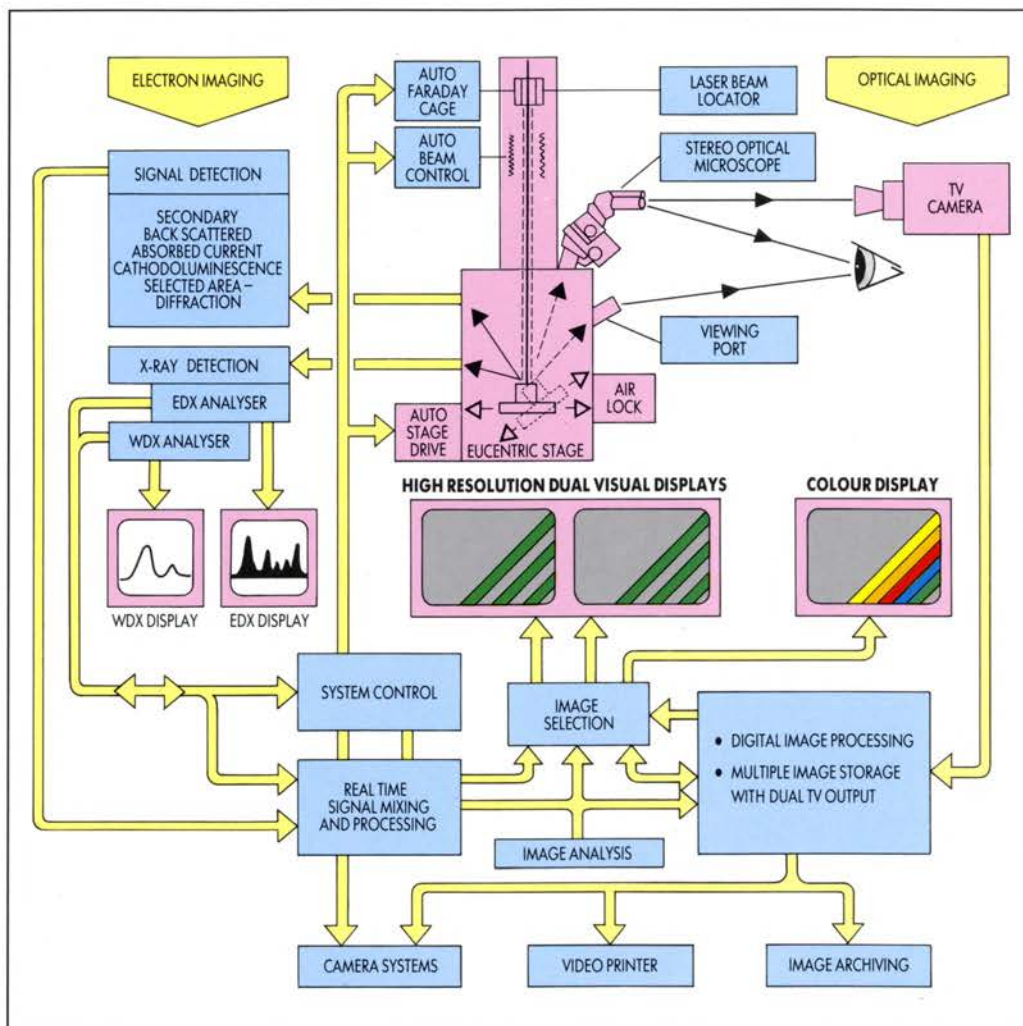 ELECTRON IMAGING
AUTO
FARADAY
CAGE
LASER BEAM
LOCATOR
OPTICAL IMAGING
AUTO
BEAM
CONTROL
STEREO OPTICAL
MICROSCOPE
SIGNAL DETECTION
TV
CAMERA
SECONDARY
BACK SCATTERED
ABSORBED CURRENT
CATHODOLUMINESCENCE
SELECTED AREA –
DIFFRACTION
VIEWING
PORT
X-RAY DETECTION
EDX ANALYSER
WDX ANALYSER
AUTO
STAGE
DRIVE
EUCENTRIC STAGE
AIR
LOCK
HIGH RESOLUTION DUAL VISUAL DISPLAYS
COLOUR DISPLAY
WDX DISPLAY
EDX DISPLAY
SYSTEM CONTROL
IMAGE
SELECTION
• DIGITAL IMAGE PROCESSING
• MULTIPLE IMAGE STORAGE
WITH DUAL TV OUTPUT
REAL TIME
SIGNAL MIXING
AND PROCESSING
IMAGE ANALYSIS
CAMERA SYSTEMS
VIDEO PRINTER
IMAGE ARCHIVING